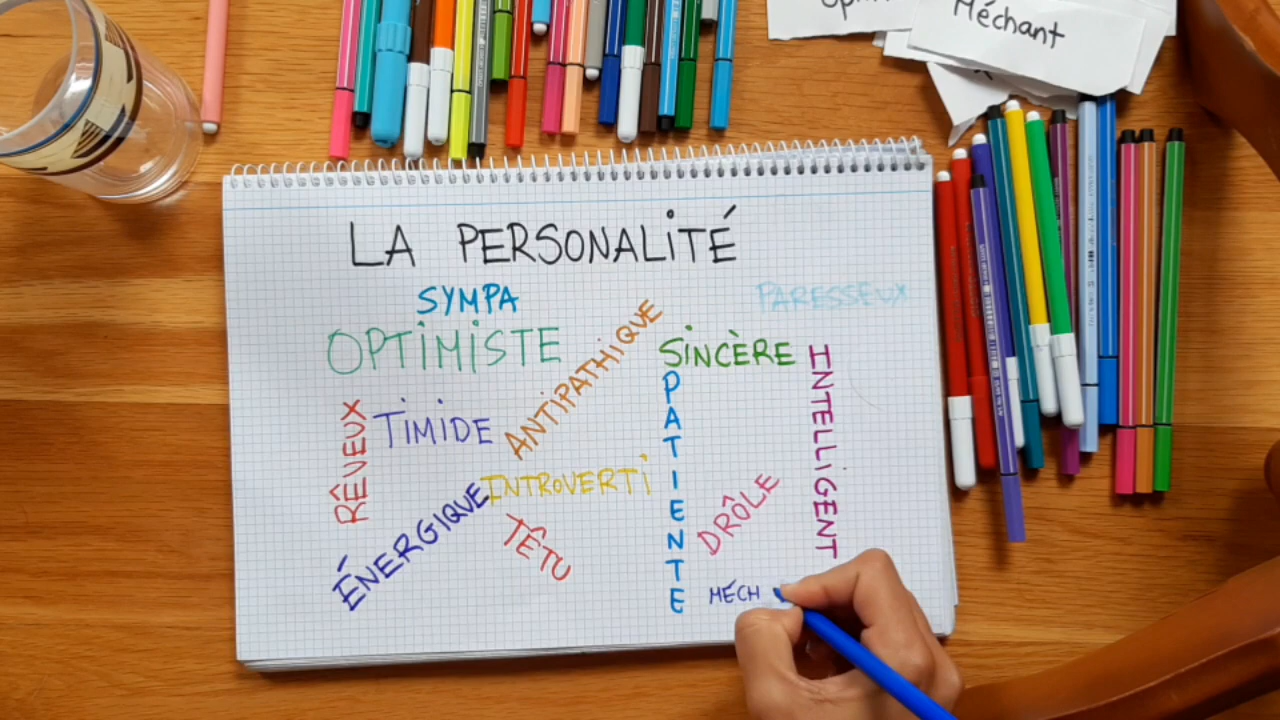 Méchant
LA PERSONALITÉ
SYMPA
PARESSEUX
OPTIMISTE
ANTIPATHIQUE
SINCÈRE
INTELLIGENT
RÊVEUX
TIMIDE
PATIENTE
INTROVERTI
ÉNERGIQUE
TÊTU
DRÔLE
MÉCH